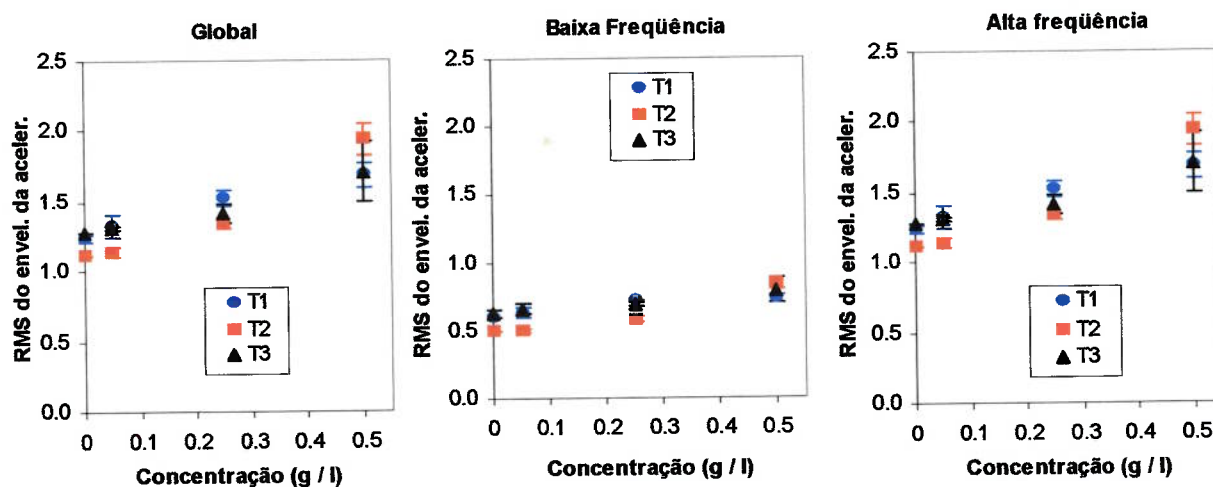 Global
2.5
2.0
1.5
1.0
0.5
0.0
RMS do envel. da aceler.
T1
T2
T3
0 0.1 0.2 0.3 0.4 0.5
Concentração (g / l)
Baixa Freqüência
2.5
2.0
1.5
1.0
0.5
0.0
RMS do envel. da aceler.
T1
T2
T3
0 0.1 0.2 0.3 0.4 0.5
Concentração (g / l)
Alta freqüência
2.5
2.0
1.5
1.0
0.5
0.0
RMS do envel. da aceler.
T1
T2
T3
0 0.1 0.2 0.3 0.4 0.5
Concentração (g / l)